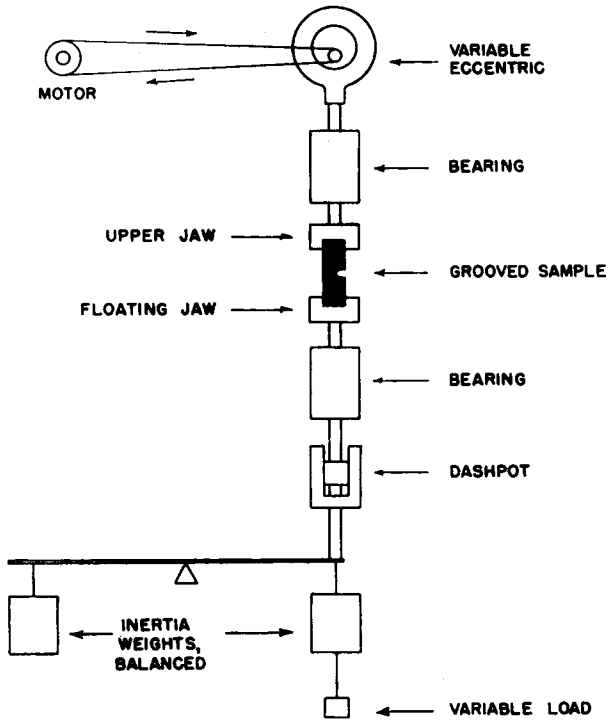 VARIABLE
ECCENTRIC
MOTOR
BEARING
UPPER JAW
GROOVED SAMPLE
FLOATING JAW
BEARING
DASHPOT
INERTIA
WEIGHTS,
BALANCED
VARIABLE LOAD